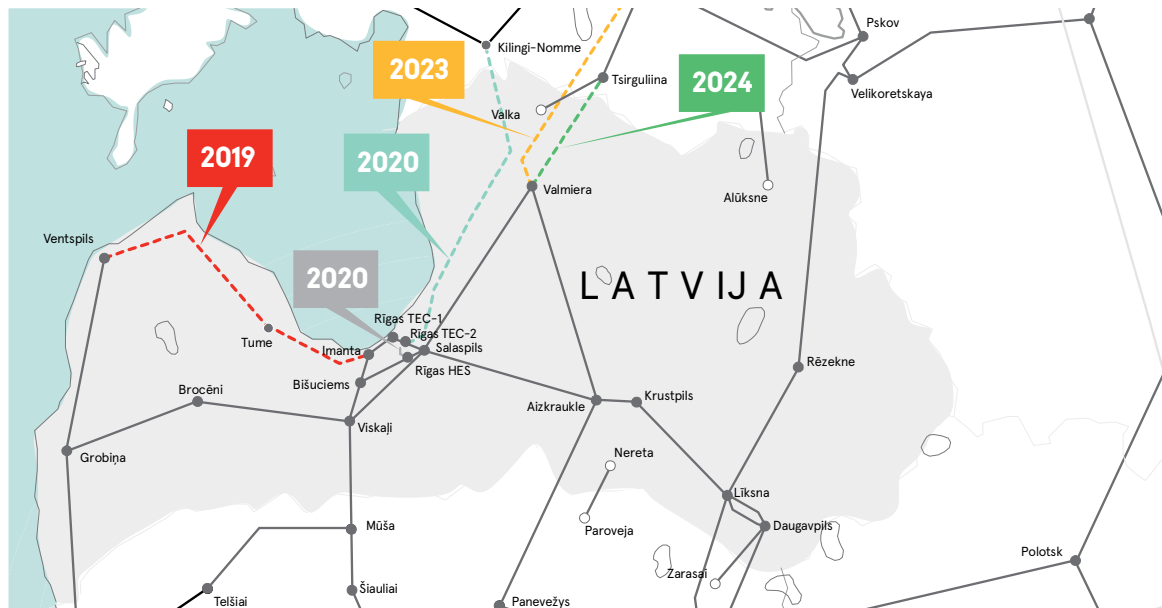 Pskov
Kilingi-Nomme
2023
Tsirguliina
2024
Velikoretskaya
Valka
2019
2020
Valmiera
Alūksne
Ventspils
2020
LATVIJA
Rīgas TEC-1
Rīgas TEC-2
Tume
Imanta
Salaspils
Rēzekne
Rīgas HES
Bišuciems
Brocēni
Krustpils
Aizkraukle
Viskaļi
Grobiņa
Nereta
Līksna
Mūša
Paroveja
Daugavpils
Polotsk
Zarasai
Šiauliai
Telšiai
Panevežys